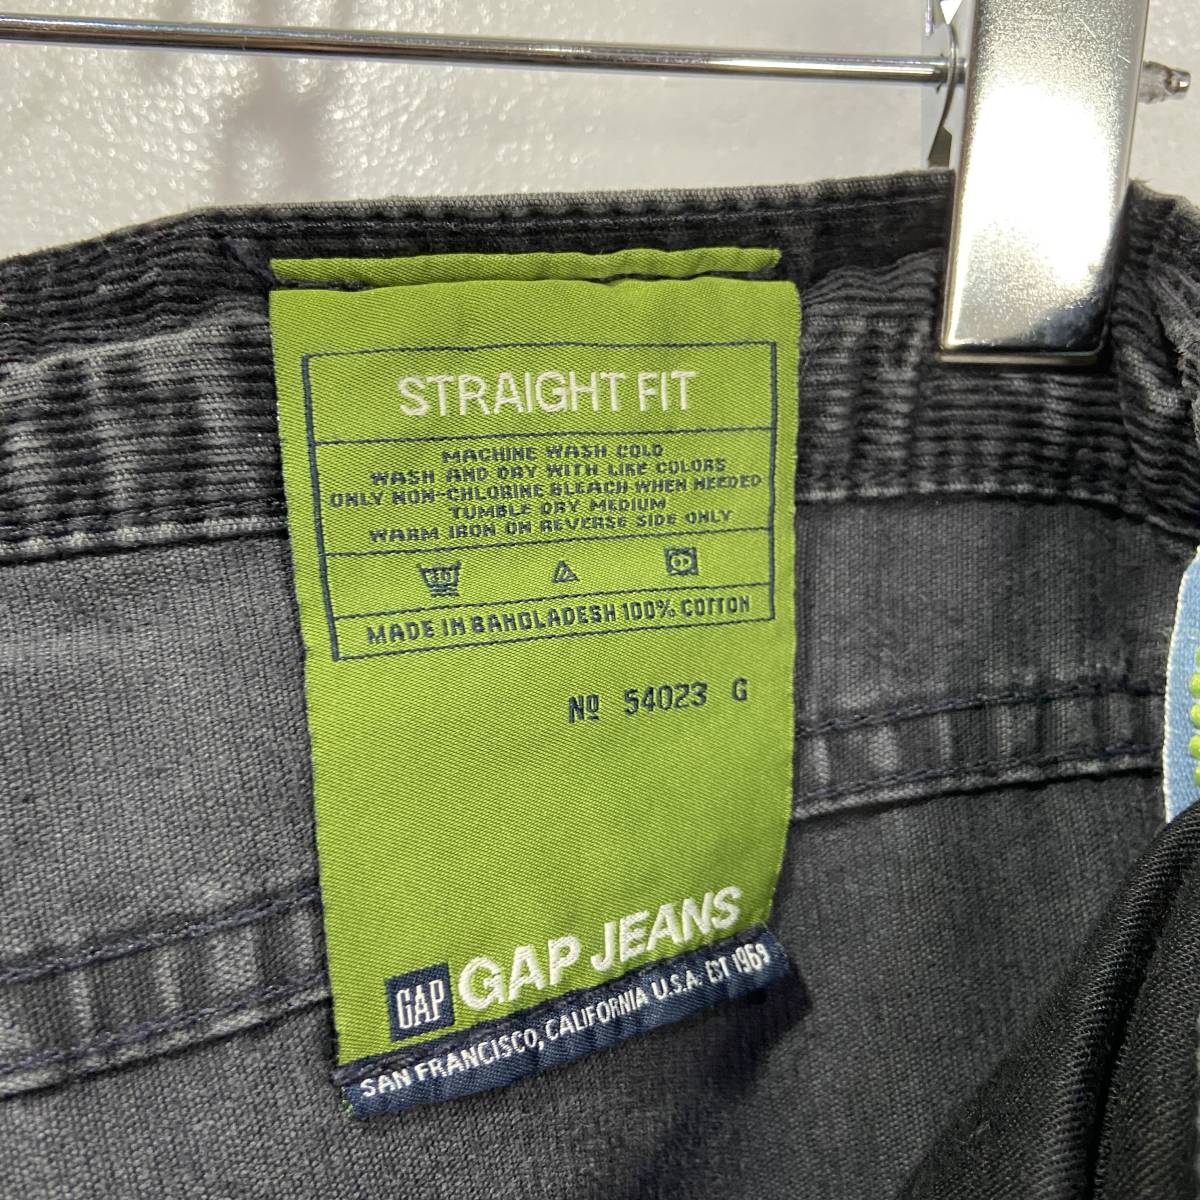 STRAIGHT FIT
MACHINE WASH COLD
WASH AND DRY WITH LIKE COLORS
ONLY NON-CHLORINE BLEACH WHEN NEEDED
TUMBLE DRY MEDIUM
WARM IRON ON REVERSE SIDE ONLY
MADE IN BANGLADESH 100% COTTON
Nº 54023 G
GAP GAP JEANS
SAN FRANCISCO, CALIFORNIA U.S.A. EST 1969